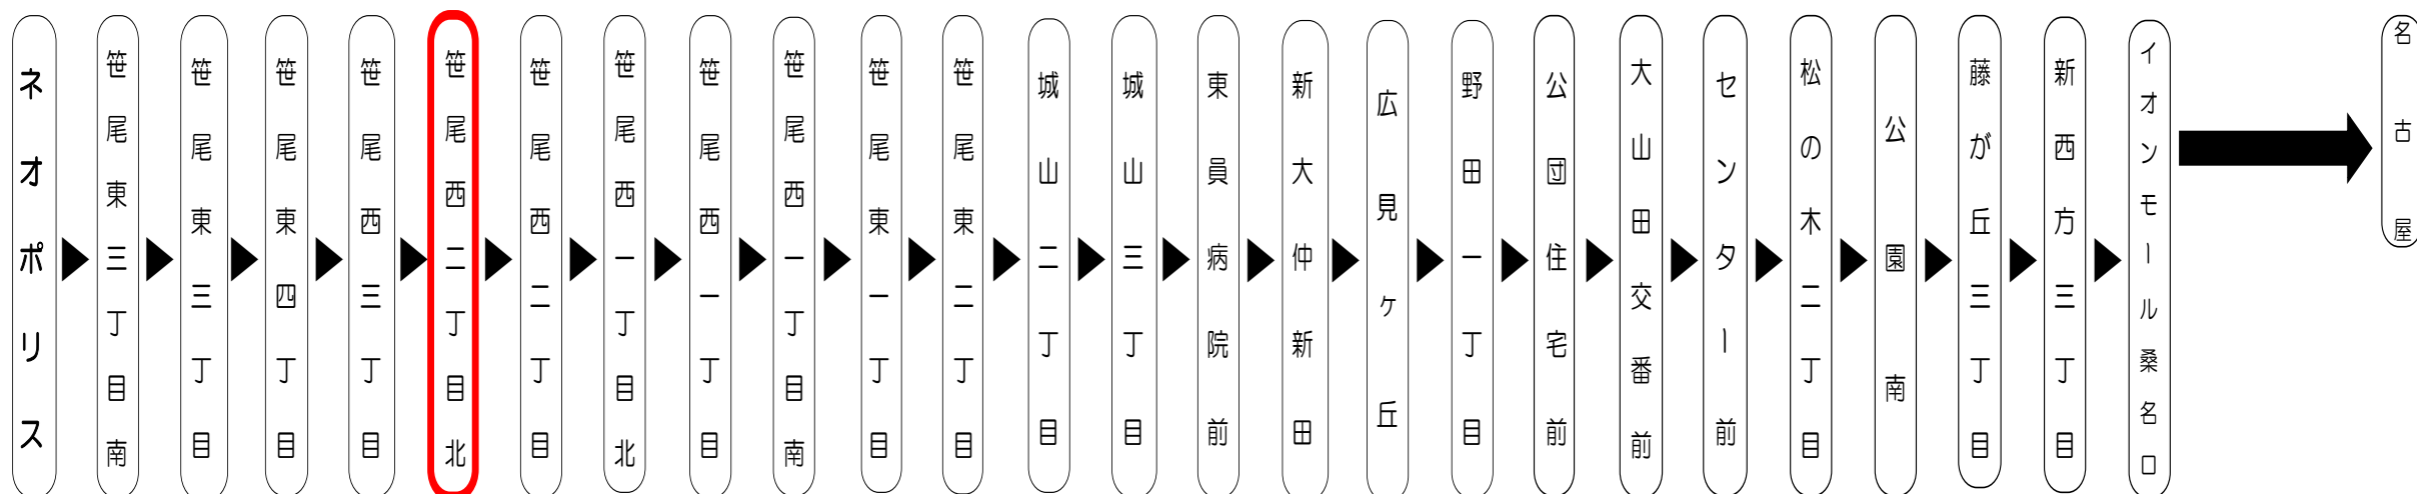 ネオポリス
笹尾東三丁目南
笹尾東三丁目
笹尾東四丁目
笹尾西三丁目
笹尾西二丁目北
笹尾西二丁目
笹尾西一丁目北
笹尾西一丁目
笹尾西一丁目南
笹尾東一丁目
笹尾東二丁目
城山二丁目
城山三丁目
東員病院前
新大仲新田
広見ヶ丘
野田一丁目
公団住宅前
大山田交番前
センター前
松の木二丁目
公園南
藤が丘三丁目
新西方三丁目
イオンモール桑名口
名古屋